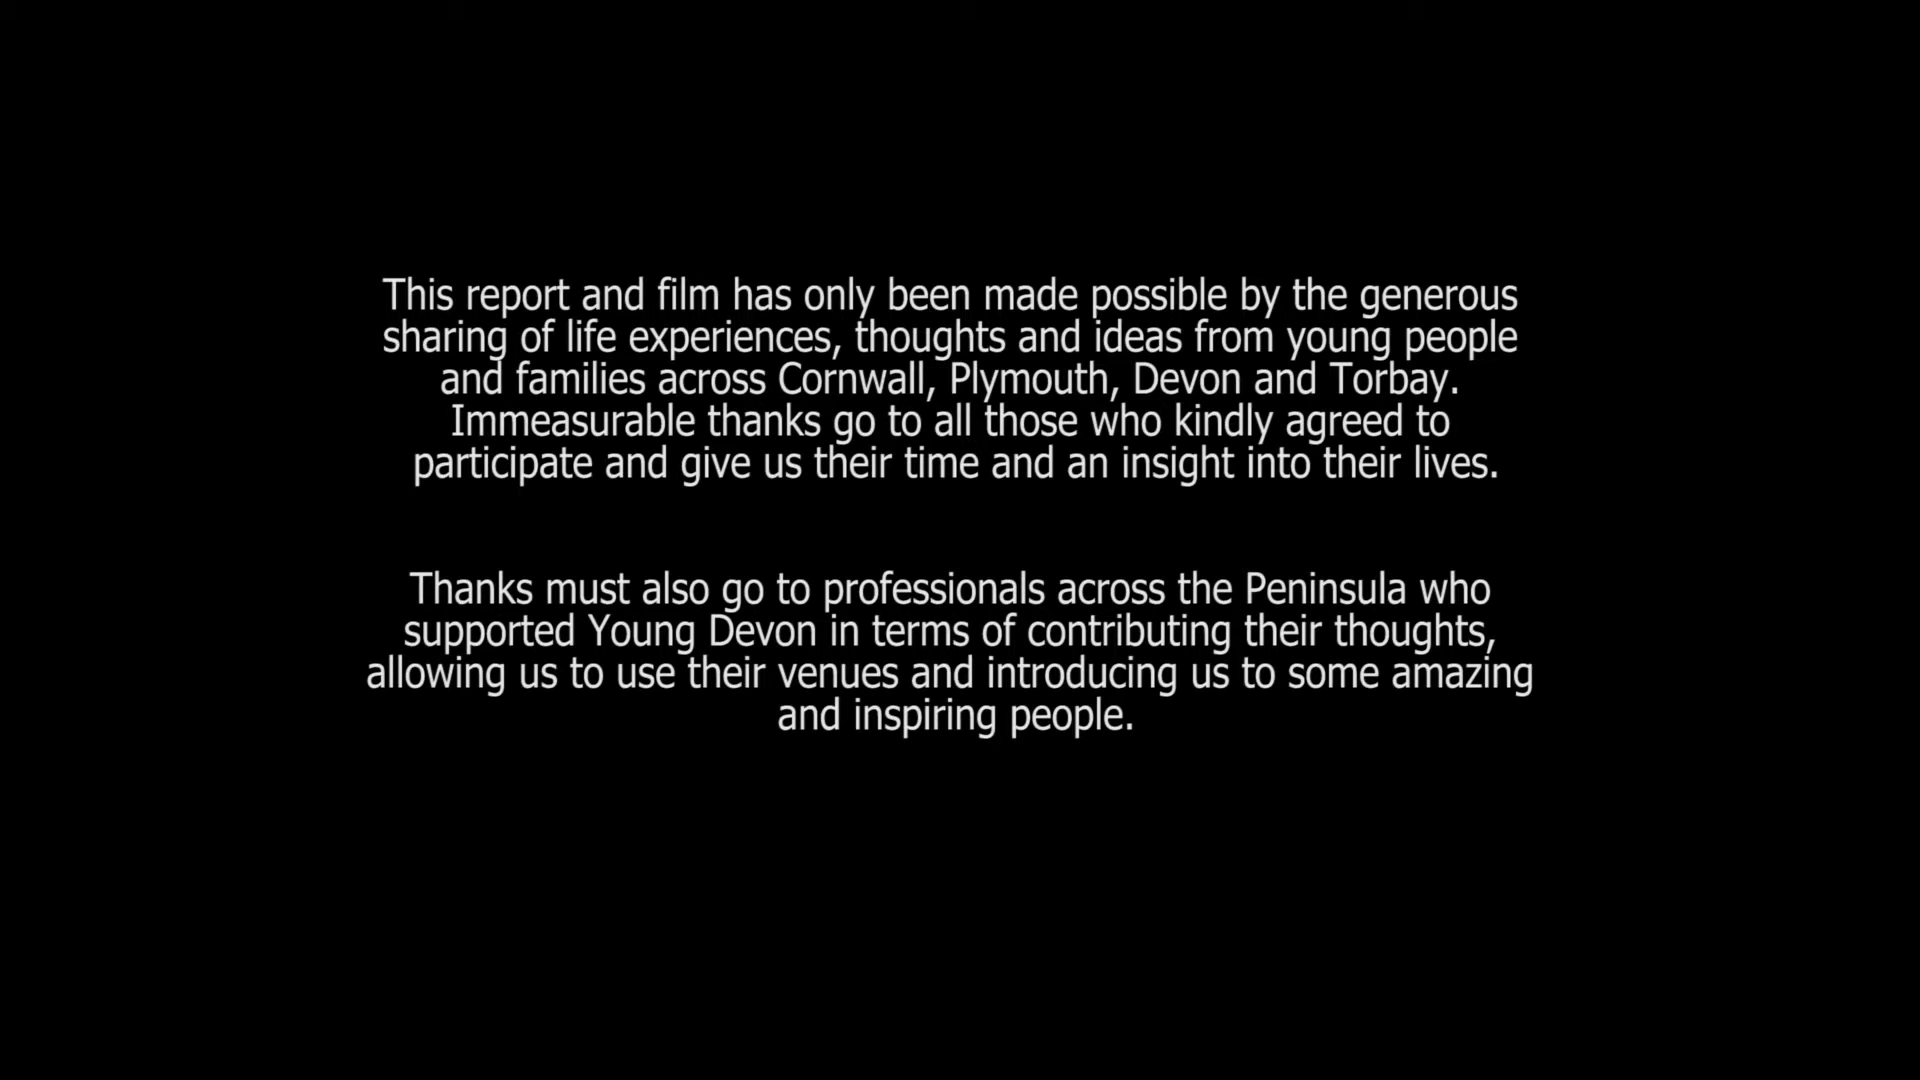 This report and film has only been made possible by the generous
sharing of life experiences, thoughts and ideas from young people
and families across Cornwall, Plymouth, Devon and Torbay.
Immeasurable thanks go to all those who kindly agreed to
participate and give us their time and an insight into their lives.
Thanks must also go to professionals across the Peninsula who
supported Young Devon in terms of contributing their thoughts,
allowing us to use their venues and introducing us to some amazing
and inspiring people.